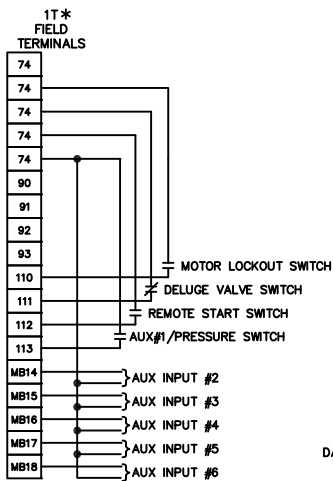 1T*
FIELD
TERMINALS
74
74
74
74
74
90
91
92
93
110
111
112
113
MB14
MB15
MB16
MB17
MB18
MOTOR LOCKOUT SWITCH
DELUGE VALVE SWITCH
REMOTE START SWITCH
AUX#1/PRESSURE SWITCH
AUX INPUT #2
AUX INPUT #3
AUX INPUT #4
AUX INPUT #5
AUX INPUT #6
DA